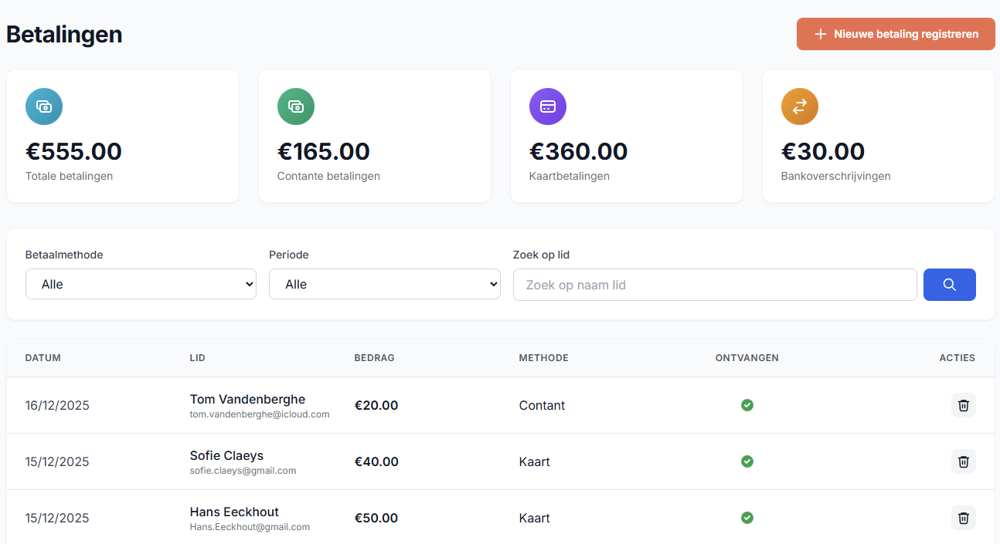 Betalingen
Nieuwe betaling registreren
€555.00
Totale betalingen
€165.00
Contante betalingen
€360.00
Kaartbetalingen
€30.00
Bankoverschrijvingen
Betaalmethode
Alle
Periode
Alle
Zoek op lid
Zoek op naam lid
DATUM LID BEDRAG METHODE ONTVANGEN ACTIES
16/12/2025 Tom Vandenberghe €20.00 Contant
tom.vandenberghe@icloud.com
15/12/2025 Sofie Claeys €40.00 Kaart
sofie.claeys@gmail.com
15/12/2025 Hans Eeckhout €50.00 Kaart
Hans.Eeckhout@gmail.com